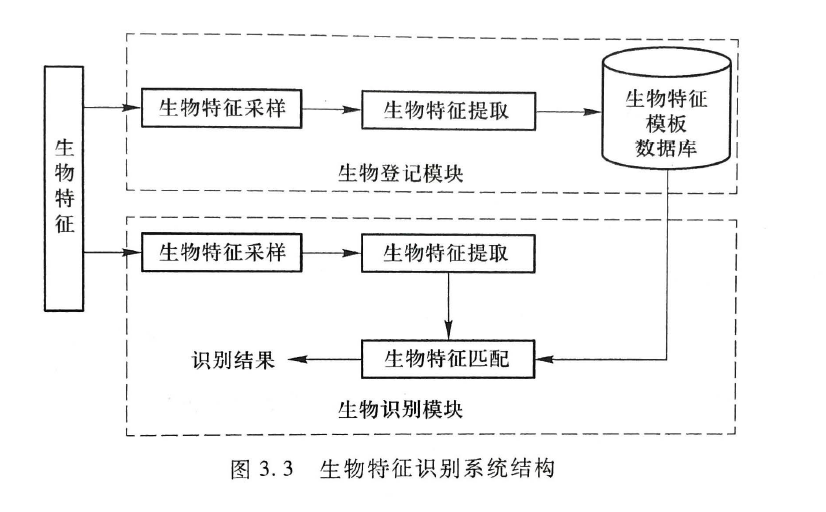 生物特征
生物特征采样
生物特征提取
生物特征
模板
数据库
生物登记模块
生物特征采样
生物特征提取
识别结果
生物特征匹配
生物识别模块
图 3.3 生物特征识别系统结构